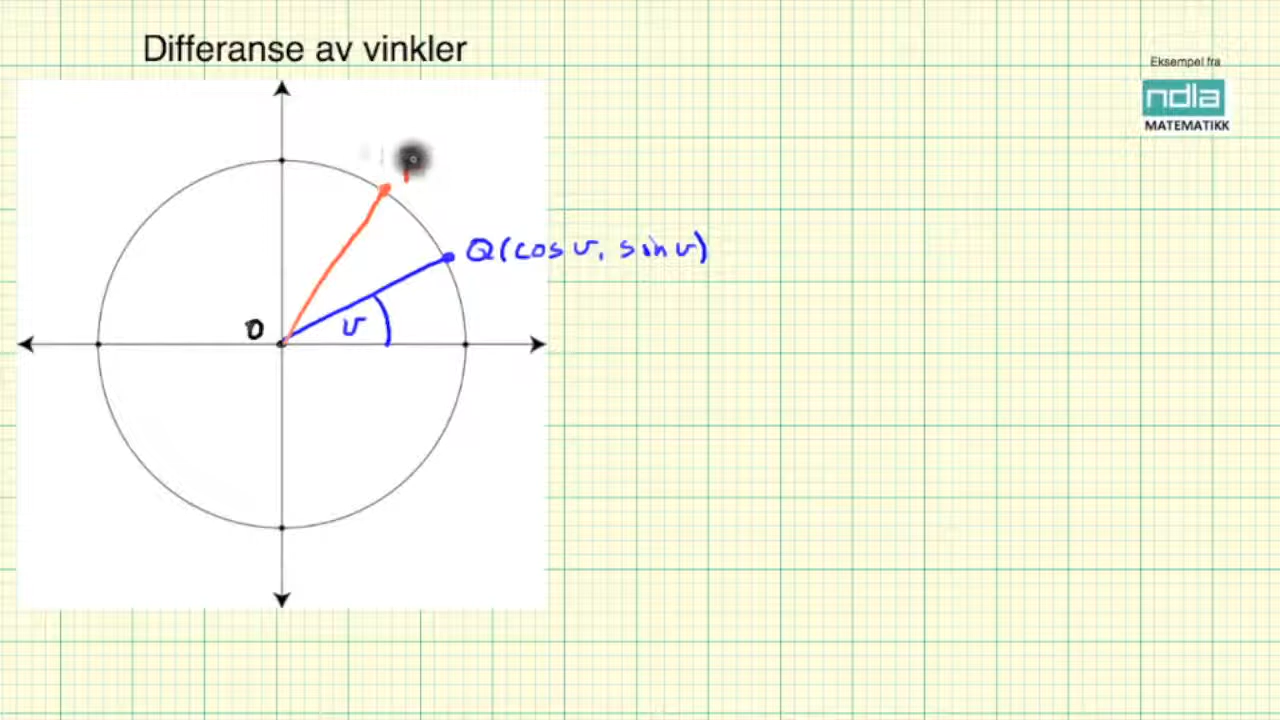 Differanse av vinkler
Eksempel fra
ndla
MATEMATIKK
Q(cos v, sin v)
O
v